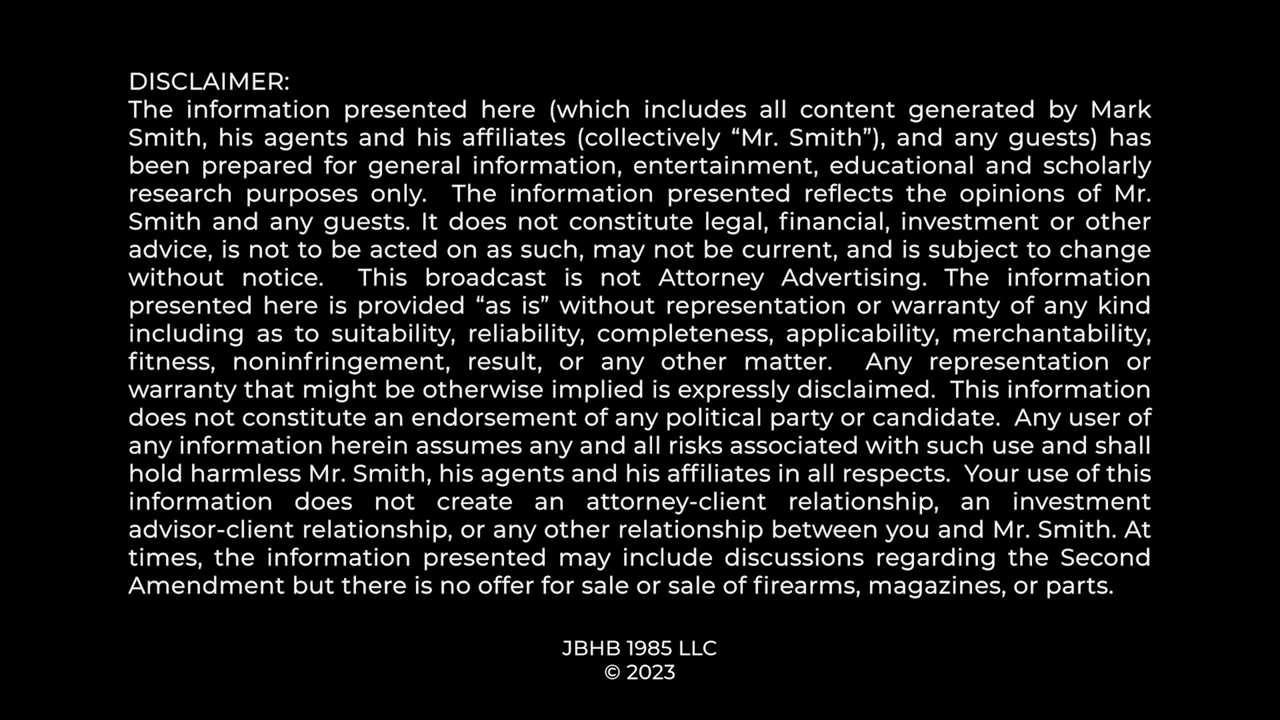 DISCLAIMER:
The information presented here (which includes all content generated by Mark
Smith, his agents and his affiliates (collectively “Mr. Smith”), and any guests) has
been prepared for general information, entertainment, educational and scholarly
research purposes only.  The information presented reflects the opinions of Mr.
Smith and any guests. It does not constitute legal, financial, investment or other
advice, is not to be acted on as such, may not be current, and is subject to change
without notice.  This broadcast is not Attorney Advertising. The information
presented here is provided “as is” without representation or warranty of any kind
including as to suitability, reliability, completeness, applicability, merchantability,
fitness, noninfringement, result, or any other matter.  Any representation or
warranty that might be otherwise implied is expressly disclaimed.  This information
does not constitute an endorsement of any political party or candidate.  Any user of
any information herein assumes any and all risks associated with such use and shall
hold harmless Mr. Smith, his agents and his affiliates in all respects.  Your use of this
information does not create an attorney-client relationship, an investment
advisor-client relationship, or any other relationship between you and Mr. Smith. At
times, the information presented may include discussions regarding the Second
Amendment but there is no offer for sale or sale of firearms, magazines, or parts.
JBHB 1985 LLC
© 2023